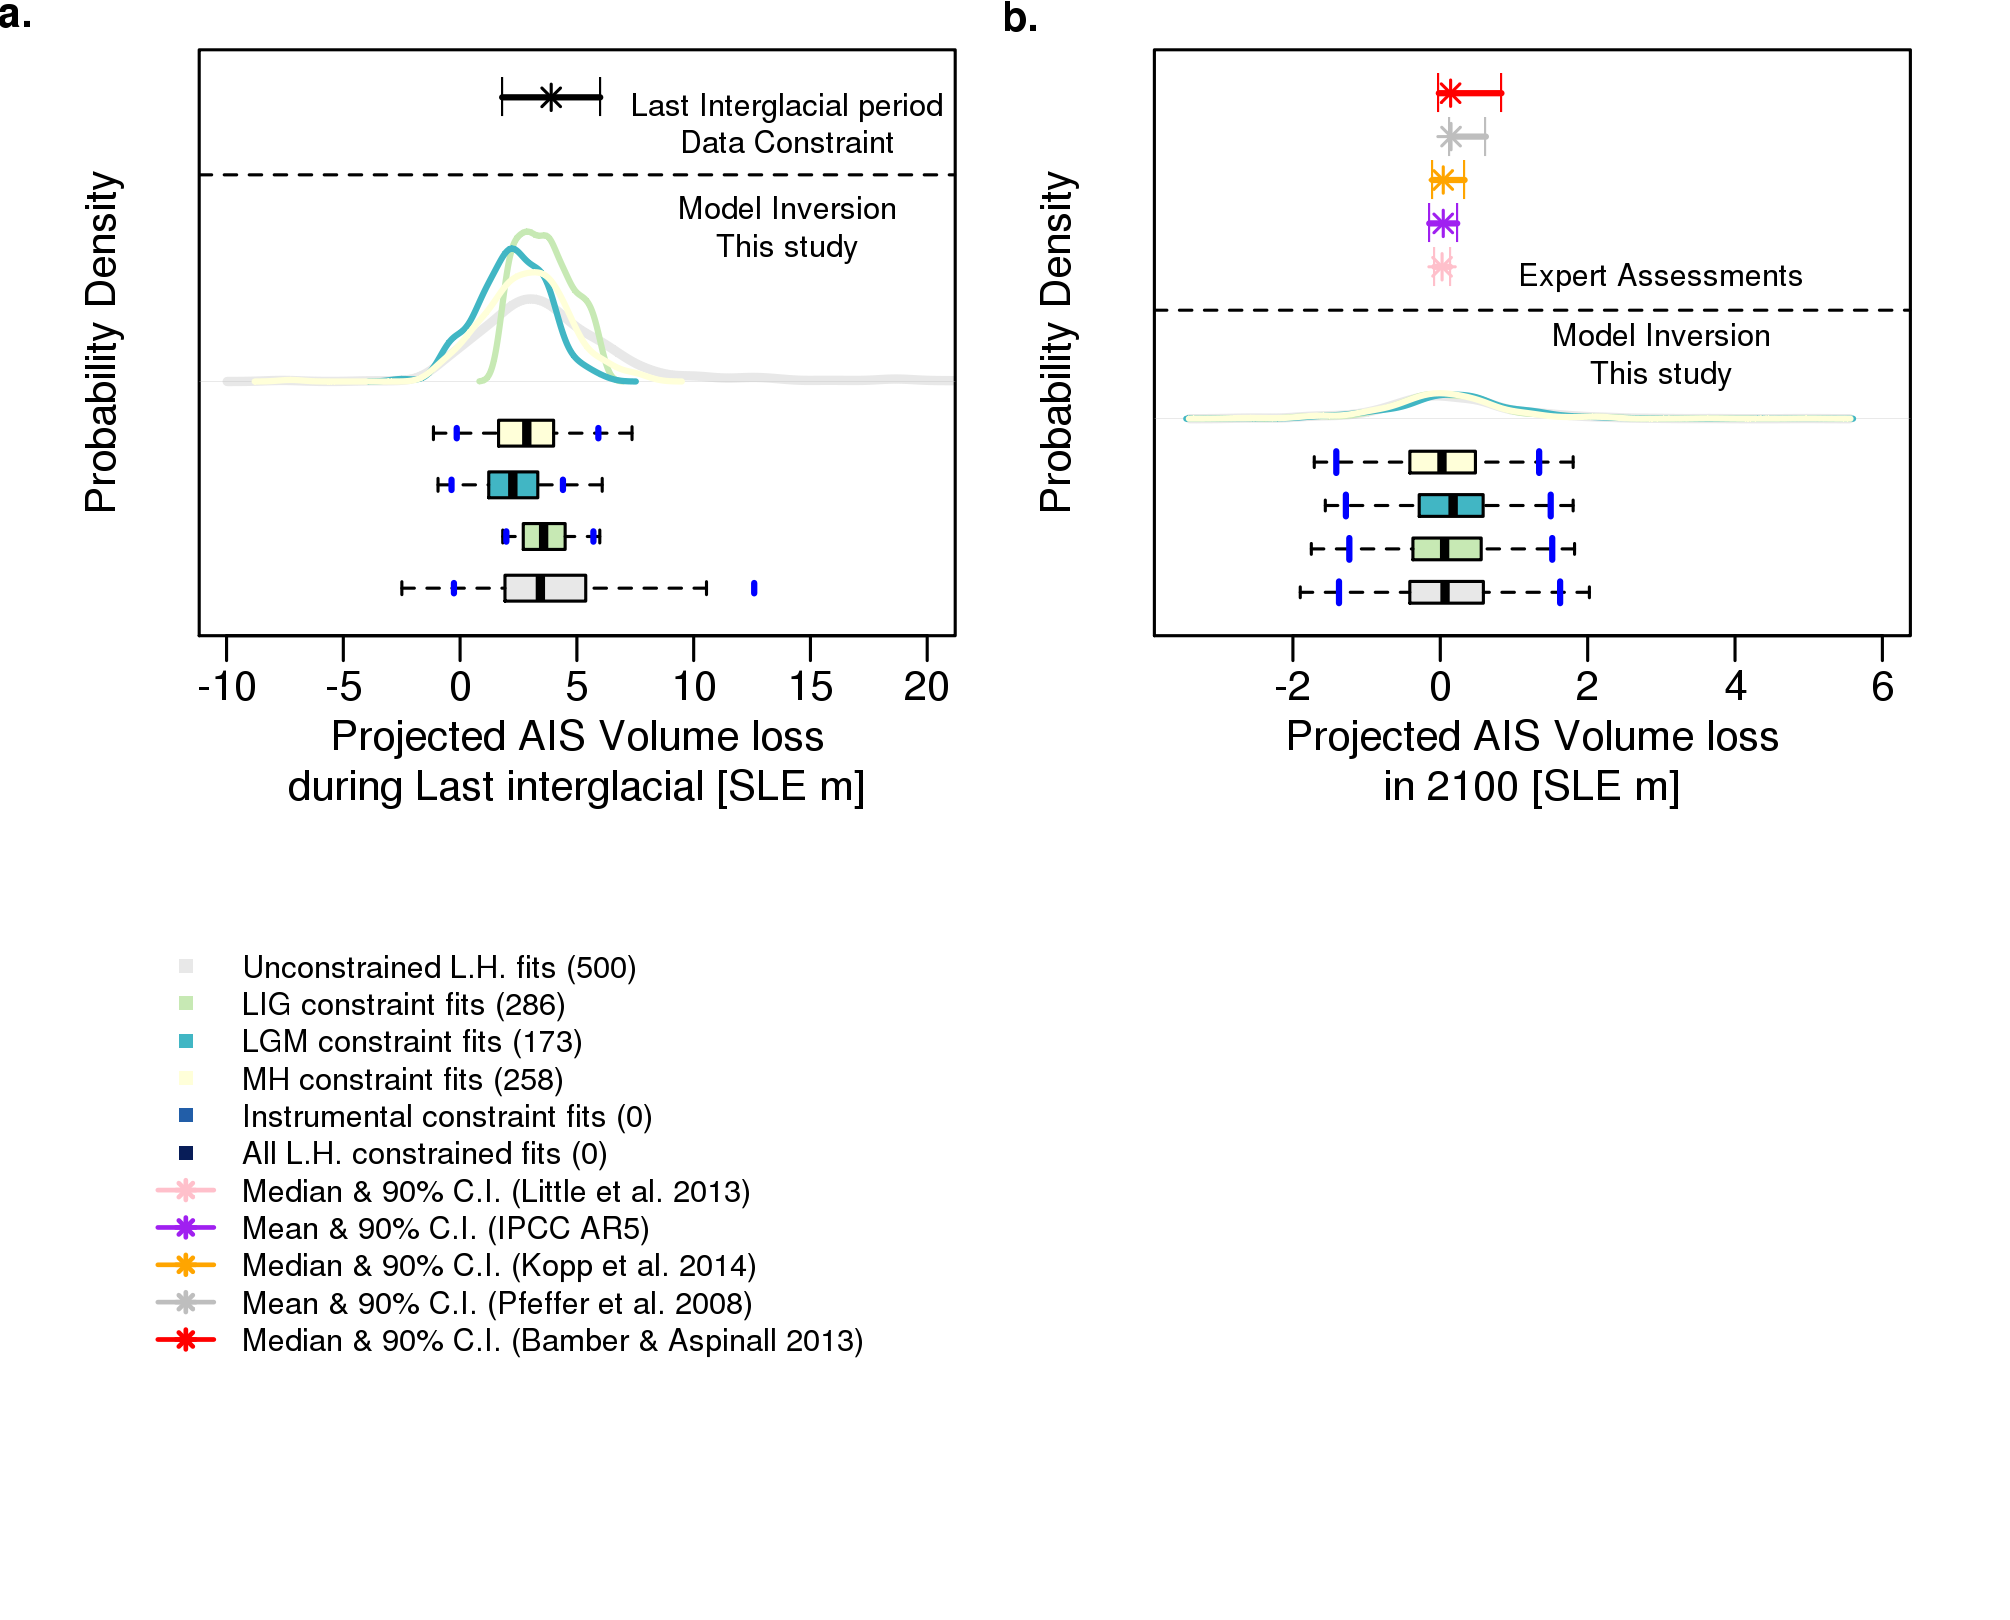 a.
Probability Density
Last Interglacial period
Data Constraint
Model Inversion
This study
-10 -5 0 5 10 15 20
Projected AIS Volume loss
during Last interglacial [SLE m]
b.
Probability Density
Expert Assessments
Model Inversion
This study
-2 0 2 4 6
Projected AIS Volume loss
in 2100 [SLE m]
Unconstrained L.H. fits (500)
LIG constraint fits (286)
LGM constraint fits (173)
MH constraint fits (258)
Instrumental constraint fits (0)
All L.H. constrained fits (0)
Median & 90% C.I. (Little et al. 2013)
Mean & 90% C.I. (IPCC AR5)
Median & 90% C.I. (Kopp et al. 2014)
Mean & 90% C.I. (Pfeffer et al. 2008)
Median & 90% C.I. (Bamber & Aspinall 2013)